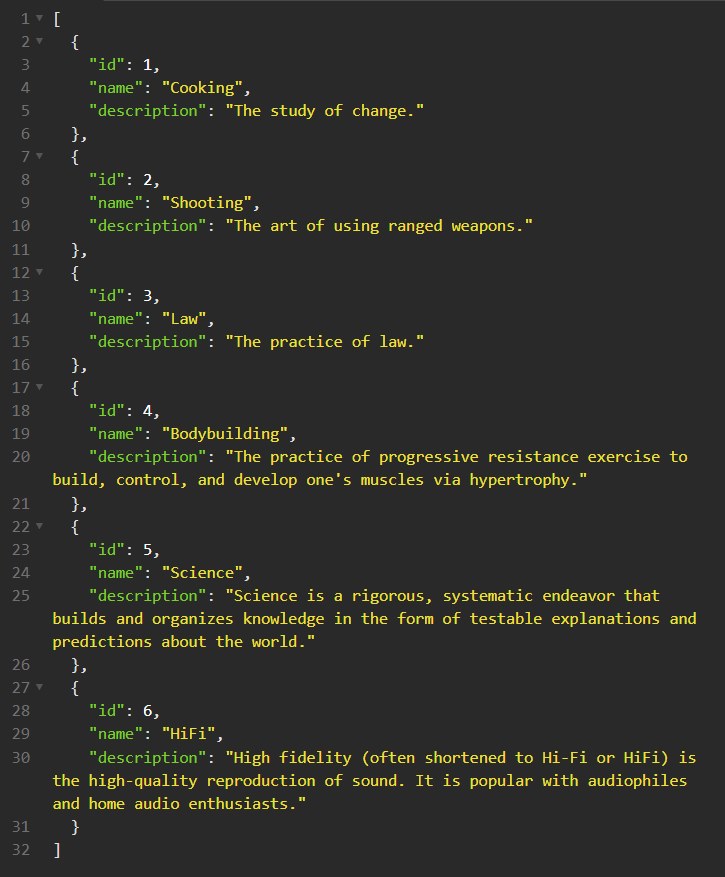 1 [
2 {
3 "id": 1,
4 "name": "Cooking",
5 "description": "The study of change."
6 },
7 {
8 "id": 2,
9 "name": "Shooting",
10 "description": "The art of using ranged weapons."
11 },
12 {
13 "id": 3,
14 "name": "Law",
15 "description": "The practice of law."
16 },
17 {
18 "id": 4,
19 "name": "Bodybuilding",
20 "description": "The practice of progressive resistance exercise to
build, control, and develop one's muscles via hypertrophy."
21 },
22 {
23 "id": 5,
24 "name": "Science",
25 "description": "Science is a rigorous, systematic endeavor that
builds and organizes knowledge in the form of testable explanations and
predictions about the world."
26 },
27 {
28 "id": 6,
29 "name": "HiFi",
30 "description": "High fidelity (often shortened to Hi-Fi or HiFi) is
the high-quality reproduction of sound. It is popular with audiophiles
and home audio enthusiasts."
31 }
32 ]